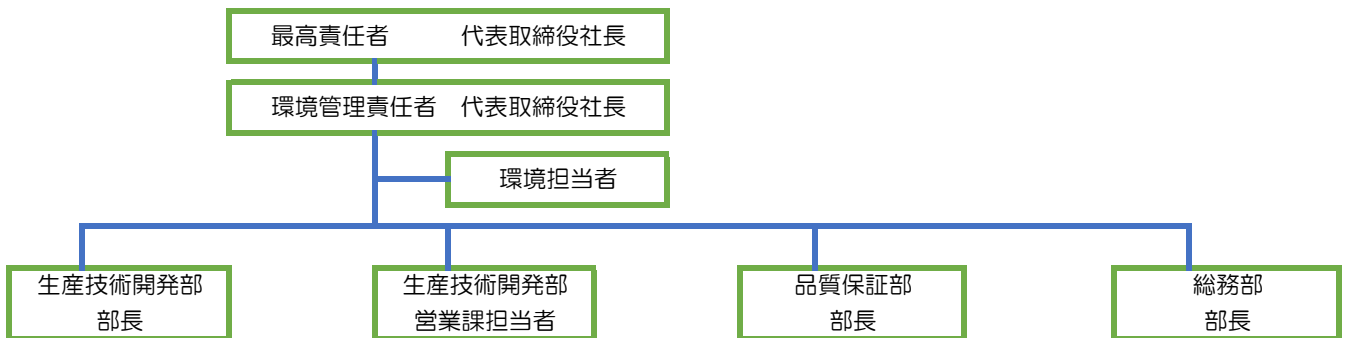 最高責任者　　　代表取締役社長
環境管理責任者　代表取締役社長
環境担当者
生産技術開発部
部長
生産技術開発部
営業課担当者
品質保証部
部長
総務部
部長